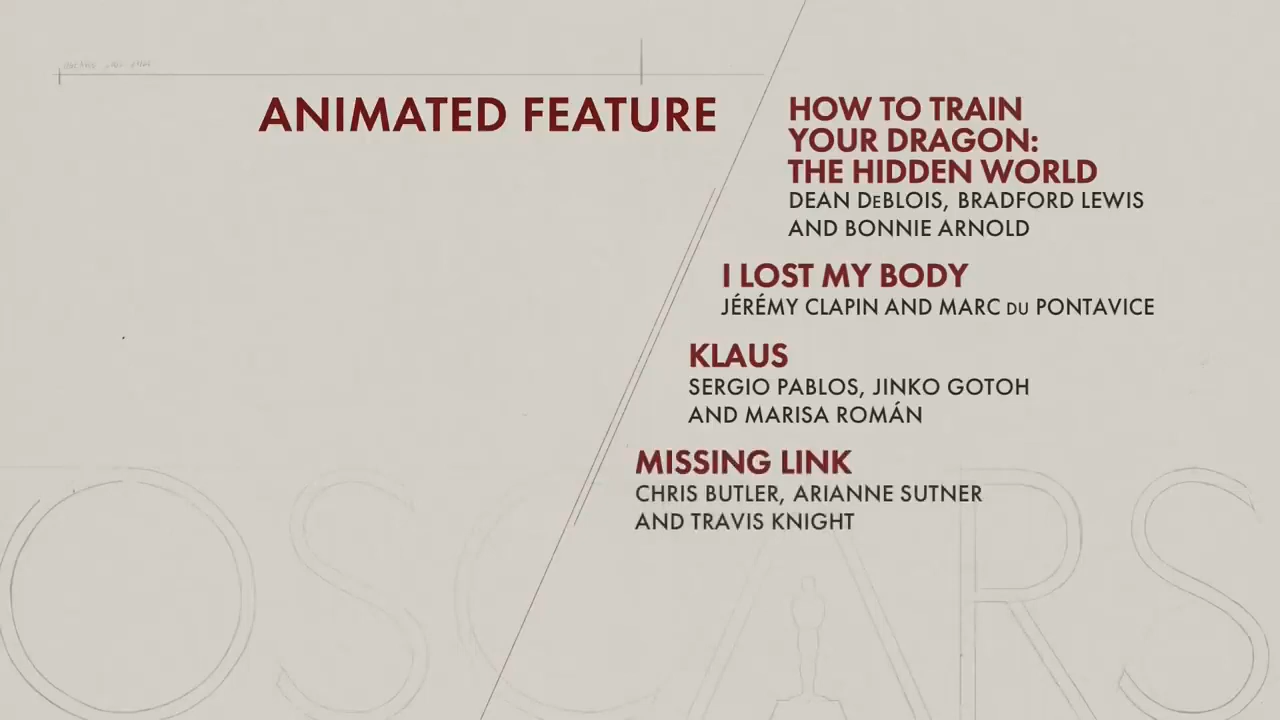 ANIMATED FEATURE
HOW TO TRAIN
YOUR DRAGON:
THE HIDDEN WORLD
DEAN DeBLOIS, BRADFORD LEWIS
AND BONNIE ARNOLD
I LOST MY BODY
JÉRÉMY CLAPIN AND MARC DU PONTAVICE
KLAUS
SERGIO PABLOS, JINKO GOTOH
AND MARISA ROMÁN
MISSING LINK
CHRIS BUTLER, ARIANNE SUTNER
AND TRAVIS KNIGHT
OSCARS